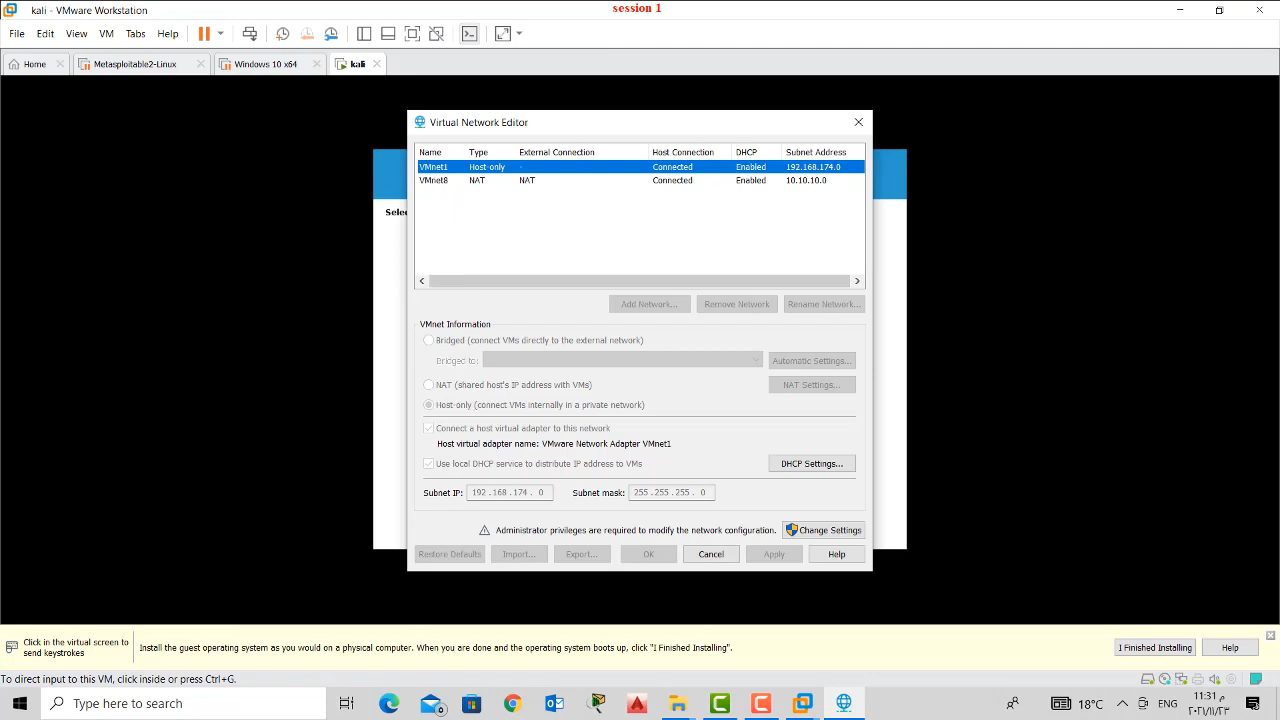 kali - VMware Workstation
session 1
File Edit View VM Tabs Help
Home Metasploitable2-Linux Windows 10 x64 kali
Virtual Network Editor
Name Type External Connection Host Connection DHCP Subnet Address
VMnet1 Host-only - Connected Enabled 192.168.174.0
VMnet8 NAT NAT Connected Enabled 10.10.10.0
Add Network... Remove Network Rename Network...
VMnet Information
Bridged (connect VMs directly to the external network)
Bridged to: Automatic Settings...
NAT (shared host's IP address with VMs) NAT Settings...
Host-only (connect VMs internally in a private network)
Connect a host virtual adapter to this network
Host virtual adapter name: VMware Network Adapter VMnet1
Use local DHCP service to distribute IP address to VMs DHCP Settings...
Subnet IP: 192 . 168 . 174 . 0 Subnet mask: 255 . 255 . 255 . 0
Administrator privileges are required to modify the network configuration. Change Settings
Restore Defaults Import... Export... OK Cancel Apply Help
Click in the virtual screen to
send keystrokes
Install the guest operating system as you would on a physical computer. When you are done and the operating system boots up, click "I Finished Installing".
I Finished Installing Help
To direct input to this VM, click inside or press Ctrl+G.
Type here to search
18°C ENG
11:31 م